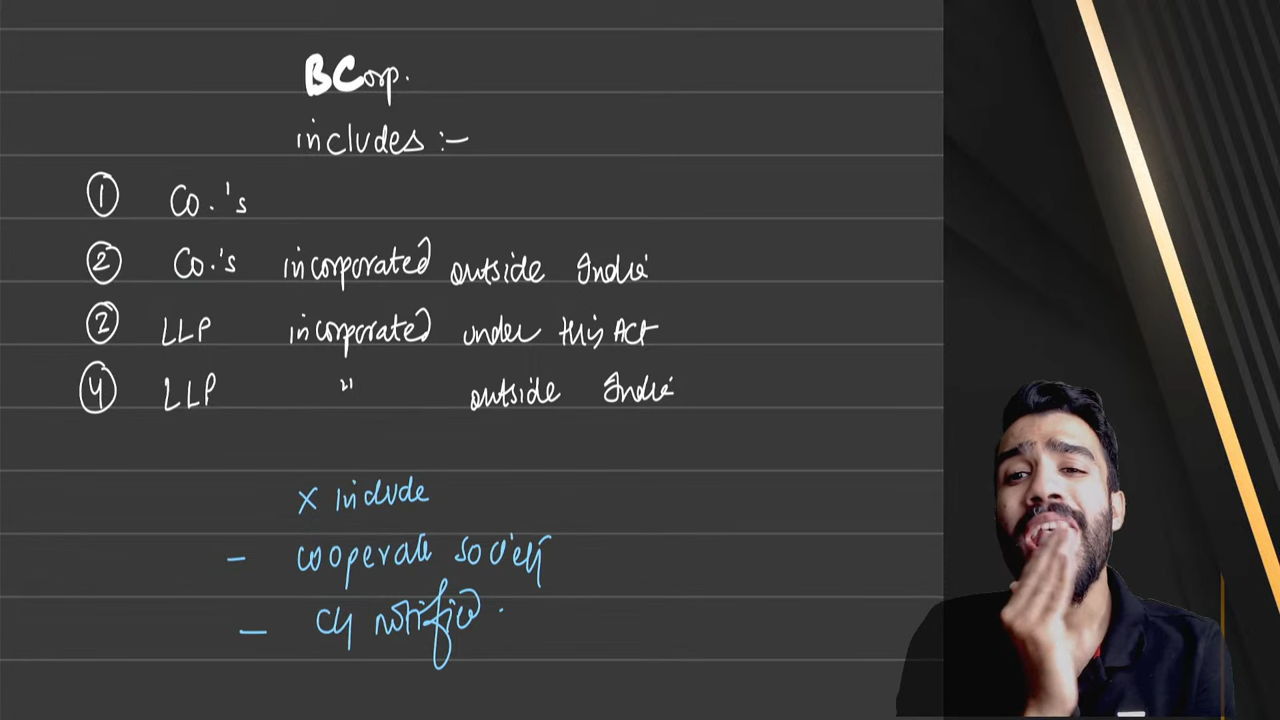 BCorp.
includes :-
① Co.'s
② Co.'s incorporated outside India
② LLP incorporated under this Act
④ LLP " outside India
x include
- cooperate society
- CG notified.